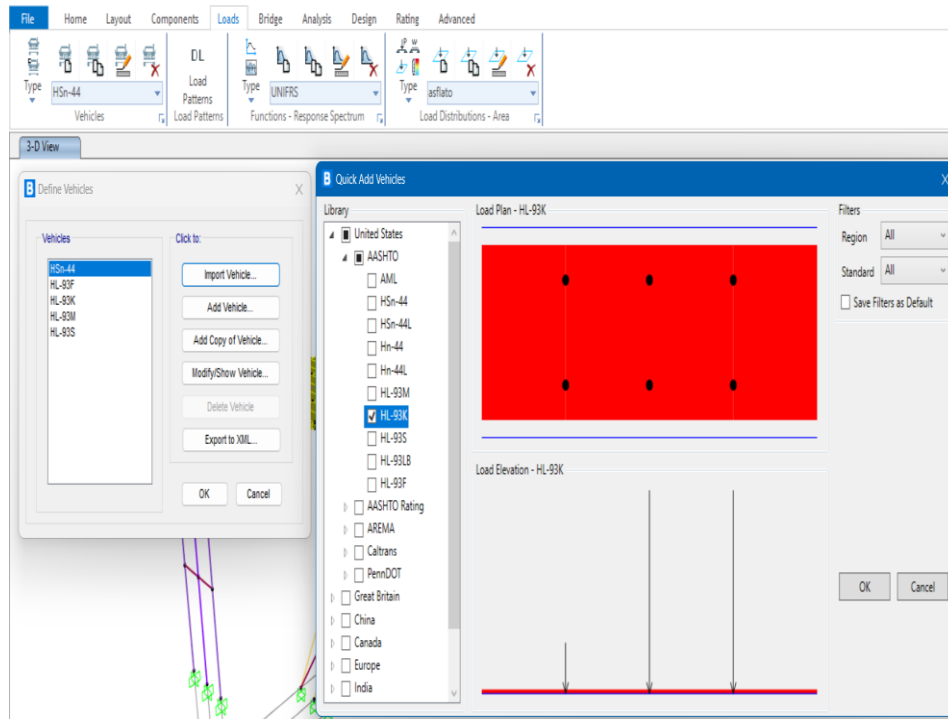 File Home Layout Components Loads Bridge Analysis Design Rating Advanced
Type
HSn-44
Vehicles
DL
Load
Patterns
Load Patterns
Type
UNIFRS
Functions - Response Spectrum
Type
asflato
Load Distributions - Area
3-D View
B Define Vehicles X
Vehicles
HSn-44
HL-93F
HL-93K
HL-93M
HL-93S
Click to:
Import Vehicle...
Add Vehicle...
Add Copy of Vehicle...
Modify/Show Vehicle...
Delete Vehicle
Export to XML...
OK Cancel
B Quick Add Vehicles X
Library
United States
AASHTO
AML
HSn-44
HSn-44L
Hn-44
Hn-44L
HL-93M
HL-93K
HL-93S
HL-93LB
HL-93F
AASHTO Rating
AREMA
Caltrans
PennDOT
Great Britain
China
Canada
Europe
India
Load Plan - HL-93K
Load Elevation - HL-93K
Filters
Region All
Standard All
Save Filters as Default
OK Cancel